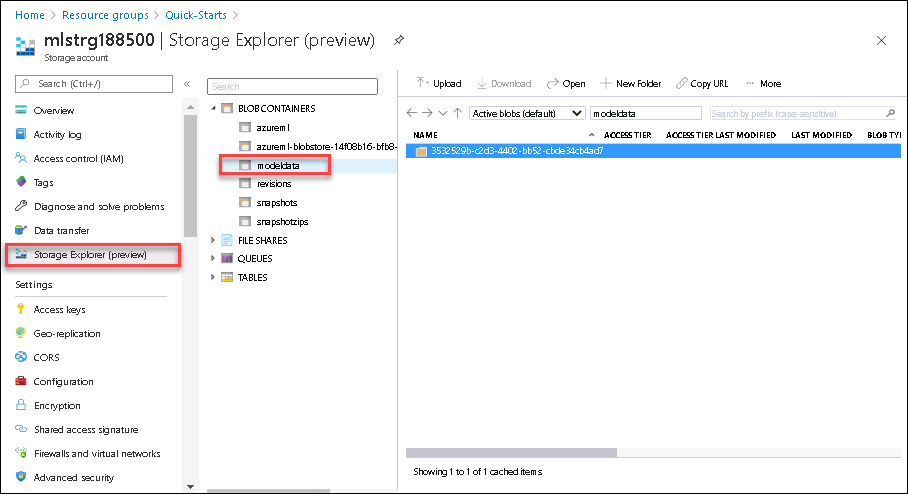 Home > Resource groups > Quick-Starts >
mlstrg188500 | Storage Explorer (preview)
Storage account
Search (Ctrl+/)
«
Overview
Activity log
Access control (IAM)
Tags
Diagnose and solve problems
Data transfer
Storage Explorer (preview)
Settings
Access keys
Geo-replication
CORS
Configuration
Encryption
Shared access signature
Firewalls and virtual networks
Advanced security
Search
BLOB CONTAINERS
azureml
azureml-blobstore-14f08b16-bfb8-
modeldata
revisions
snapshots
snapshotzips
FILE SHARES
QUEUES
TABLES
Upload Download Open New Folder Copy URL ... More
Active blobs (default) modeldata Search by prefix (case-sensitive)
NAME ACCESS TIER ACCESS TIER LAST MODIFIED LAST MODIFIED BLOB TYP
3532529b-c2d3-4402-bb52-cbde34cb4ad7
Showing 1 to 1 of 1 cached items